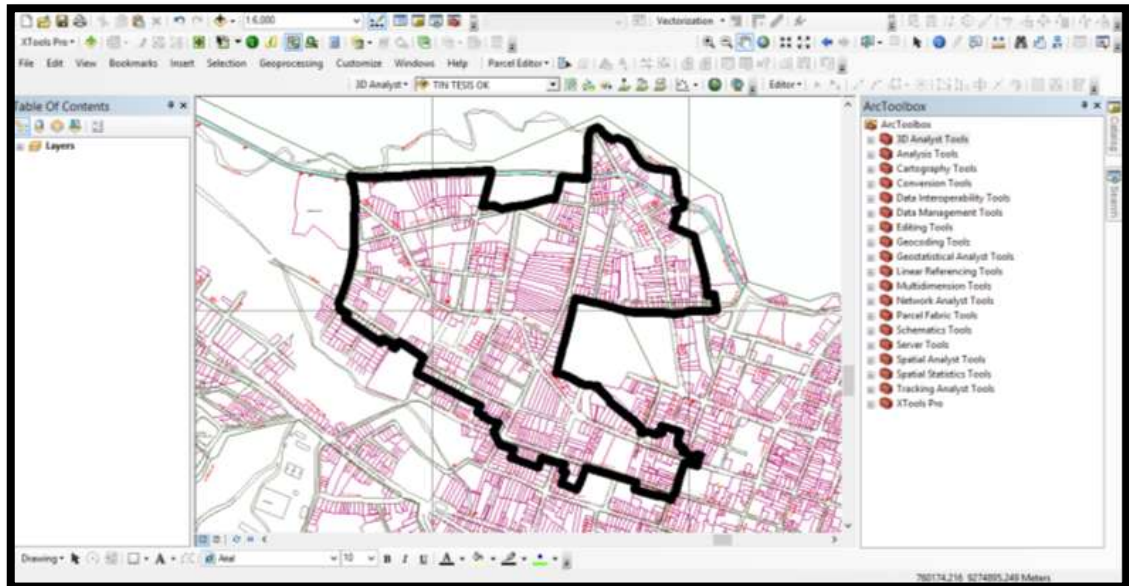 1:6,000
Vectorization
XTools Pro
File Edit View Bookmarks Insert Selection Geoprocessing Customize Windows Help Parcel Editor
3D Analyst TIN TESIS OK Editor
Table Of Contents
Layers
ArcToolbox
ArcToolbox
3D Analyst Tools
Analysis Tools
Cartography Tools
Conversion Tools
Data Interoperability Tools
Data Management Tools
Editing Tools
Geocoding Tools
Geostatistical Analyst Tools
Linear Referencing Tools
Multidimension Tools
Network Analyst Tools
Parcel Fabric Tools
Schematics Tools
Server Tools
Spatial Analyst Tools
Spatial Statistics Tools
Tracking Analyst Tools
XTools Pro
Catalog
Search
Drawing A Arial 10 B I U A
760174,216 9274895,249 Meters